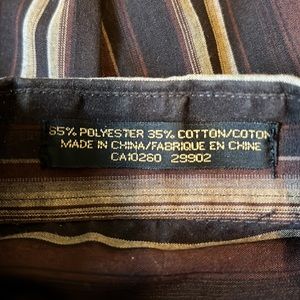 65% POLYESTER 35% COTTON/COTON
MADE IN CHINA/FABRIQUE EN CHINE
CA10260 29902